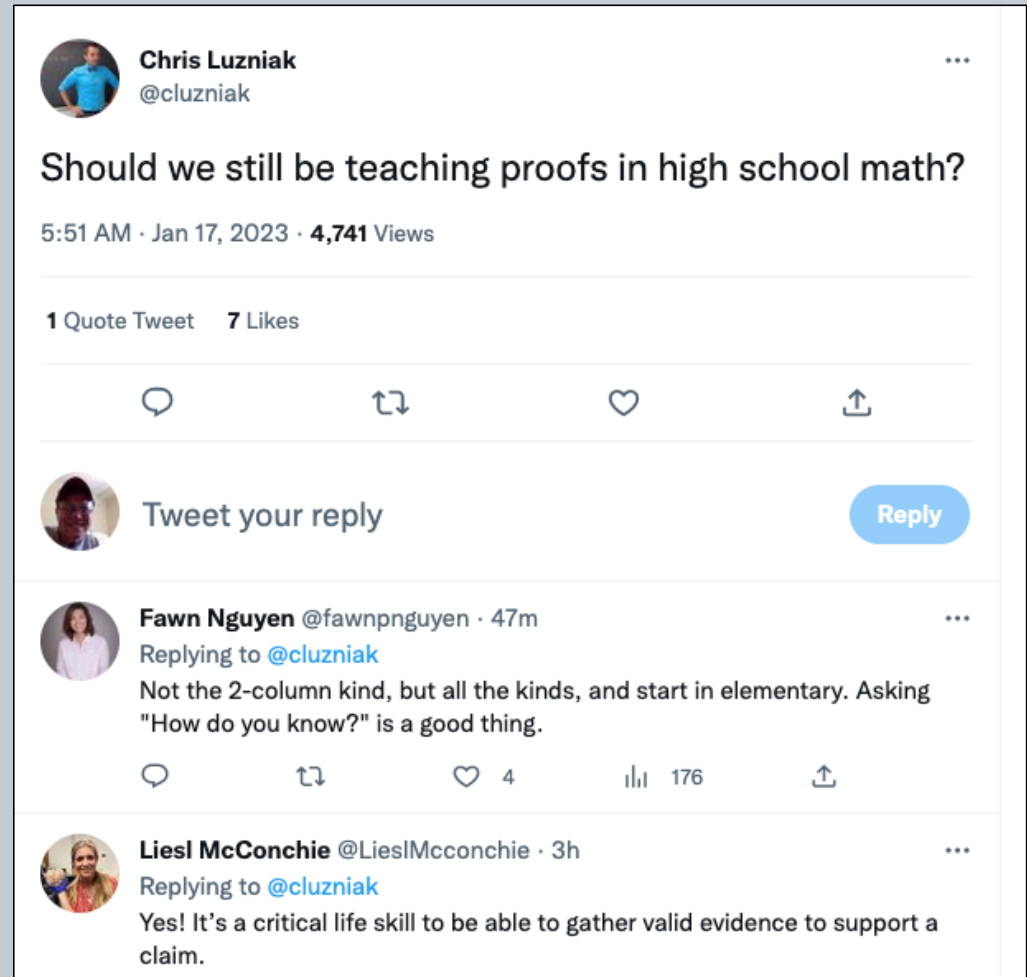 Chris Luzniak
@cluzniak
Should we still be teaching proofs in high school math?
5:51 AM · Jan 17, 2023 · 4,741 Views
1 Quote Tweet 7 Likes
Tweet your reply
Reply
Fawn Nguyen @fawnpnguyen · 47m
Replying to @cluzniak
Not the 2-column kind, but all the kinds, and start in elementary. Asking
"How do you know?" is a good thing.
4 176
Liesl McConchie @LieslMcconchie · 3h
Replying to @cluzniak
Yes! It’s a critical life skill to be able to gather valid evidence to support a
claim.